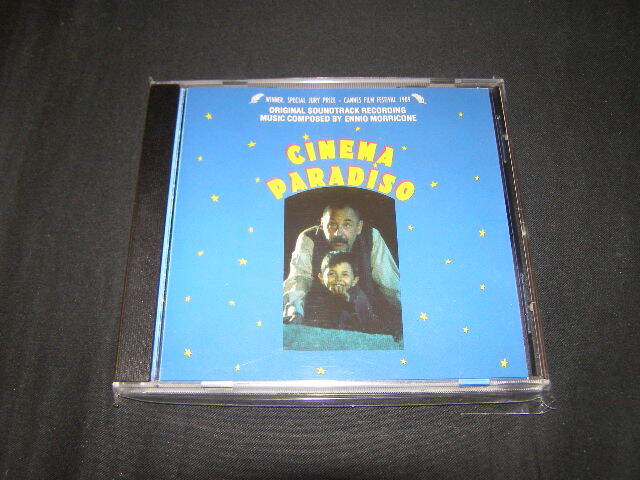 WINNER, SPECIAL JURY PRIZE - CANNES FILM FESTIVAL 1989
ORIGINAL SOUNDTRACK RECORDING
MUSIC COMPOSED BY ENNIO MORRICONE
CiNEMA
PARADiSO